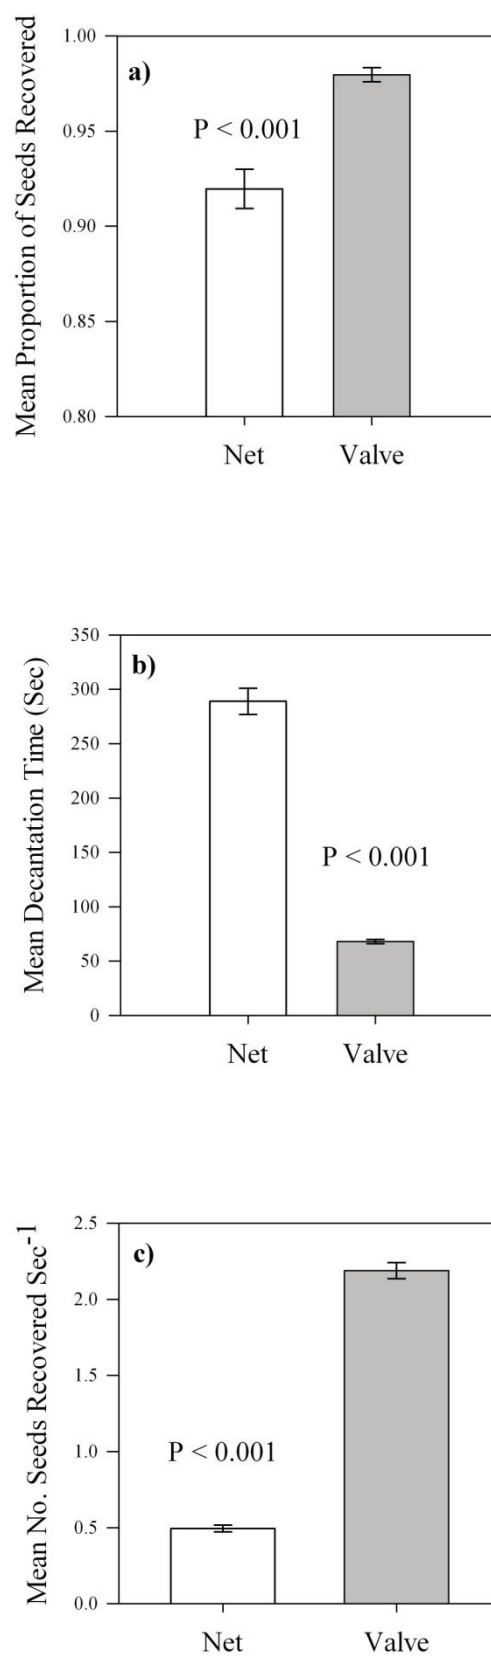 Mean Proportion of Seeds Recovered
1.00
0.95
0.90
0.85
0.80
a)
P < 0.001
Net
Valve
Mean Decantation Time (Sec)
350
300
250
200
150
100
50
0
b)
P < 0.001
Net
Valve
Mean No. Seeds Recovered Sec⁻¹
2.5
2.0
1.5
1.0
0.5
0.0
c)
P < 0.001
Net
Valve